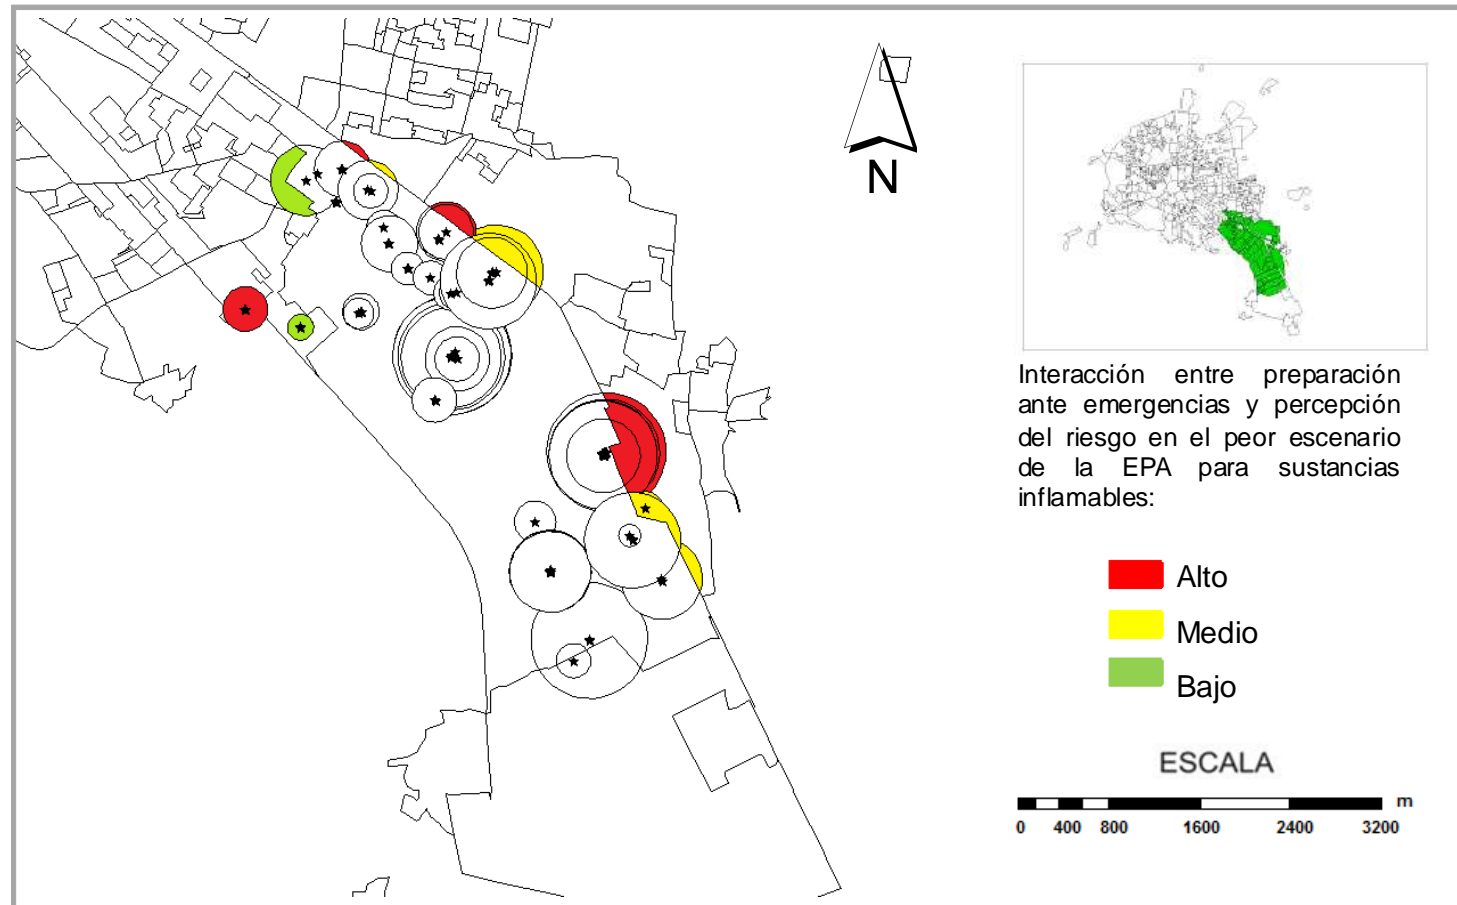 N
Interacción entre preparación
ante emergencias y percepción
del riesgo en el peor escenario
de la EPA para sustancias
inflamables:
Alto
Medio
Bajo
ESCALA
m
0 400 800 1600 2400 3200